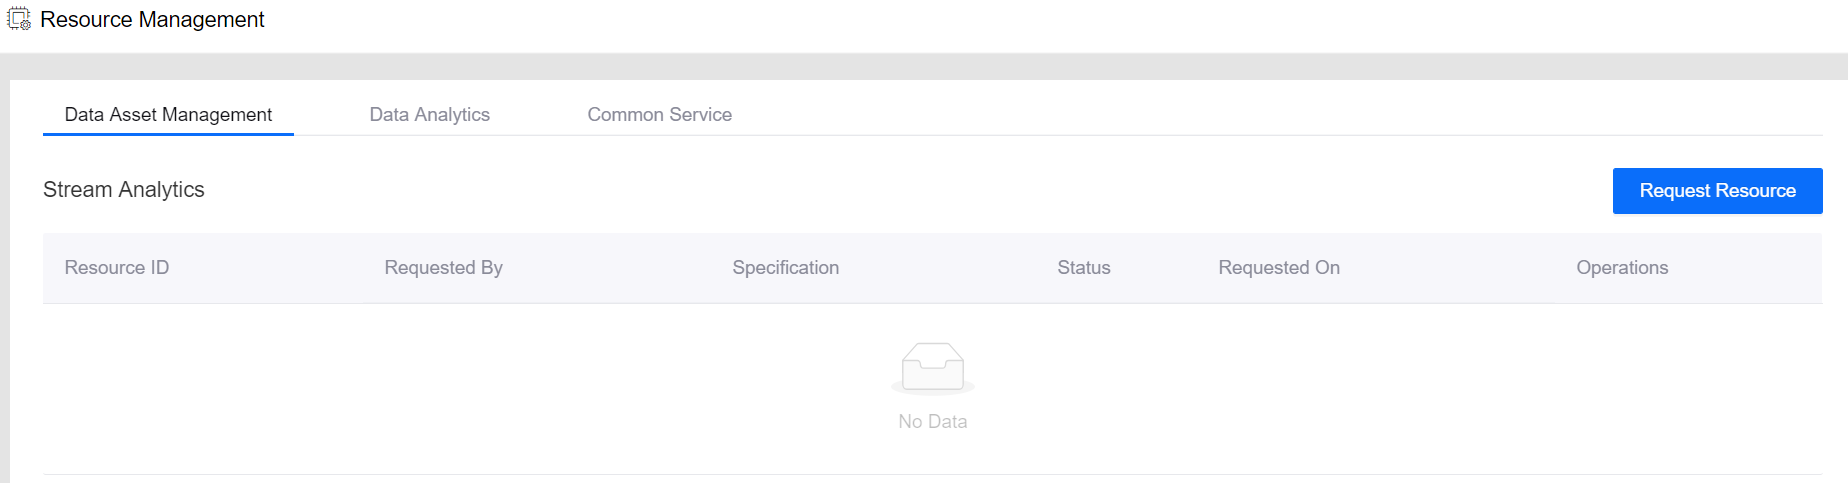 Resource Management
Data Asset Management Data Analytics Common Service
Stream Analytics Request Resource
Resource ID Requested By Specification Status Requested On Operations
No Data